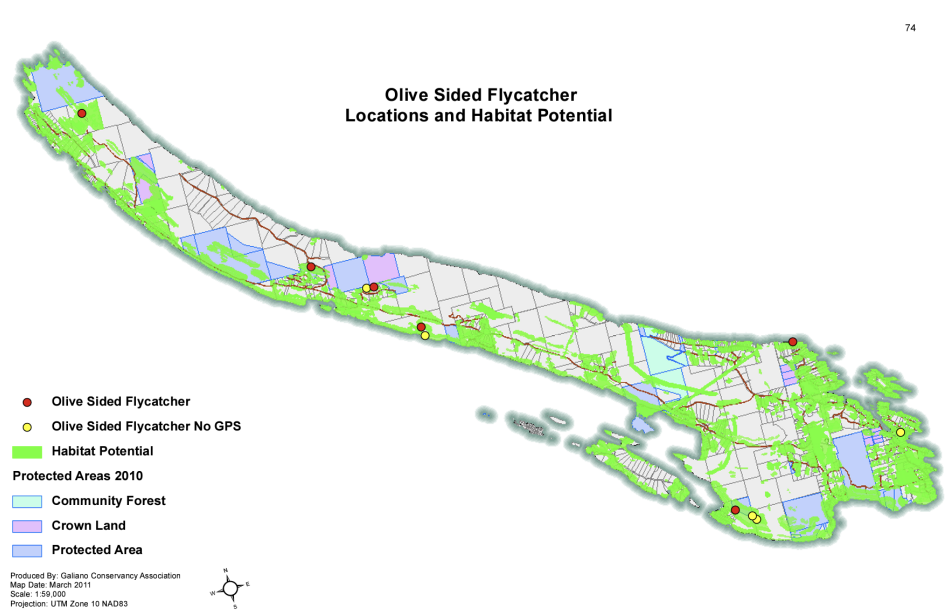 74
Olive Sided Flycatcher
Locations and Habitat Potential
Olive Sided Flycatcher
Olive Sided Flycatcher No GPS
Habitat Potential
Protected Areas 2010
Community Forest
Crown Land
Protected Area
Produced By: Galiano Conservancy Association
Map Date: March 2011
Scale: 1:59,000
Projection: UTM Zone 10 NAD83
N
E
W
S